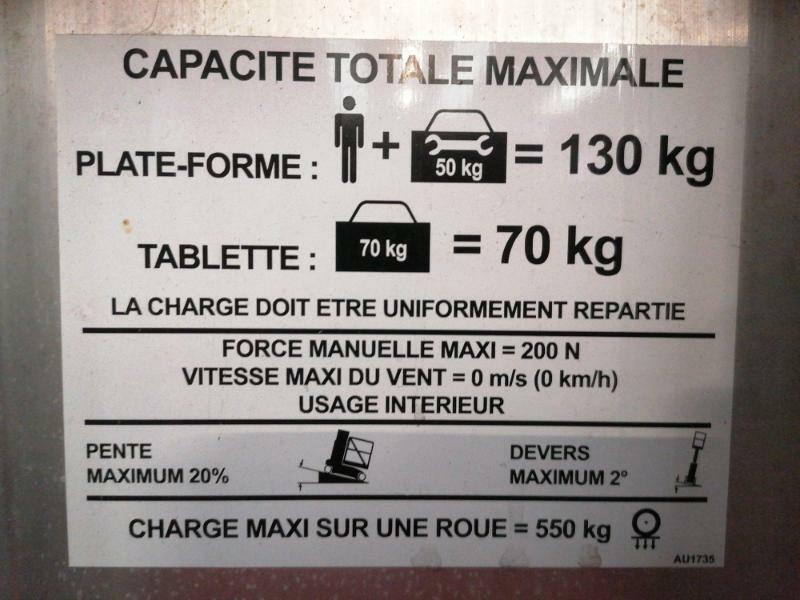 CAPACITE TOTALE MAXIMALE
PLATE-FORME : + 50 kg = 130 kg
TABLETTE : 70 kg = 70 kg
LA CHARGE DOIT ETRE UNIFORMEMENT REPARTIE
FORCE MANUELLE MAXI = 200 N
VITESSE MAXI DU VENT = 0 m/s (0 km/h)
USAGE INTERIEUR
PENTE
MAXIMUM 20%
DEVERS
MAXIMUM 2°
CHARGE MAXI SUR UNE ROUE = 550 kg
AU1735